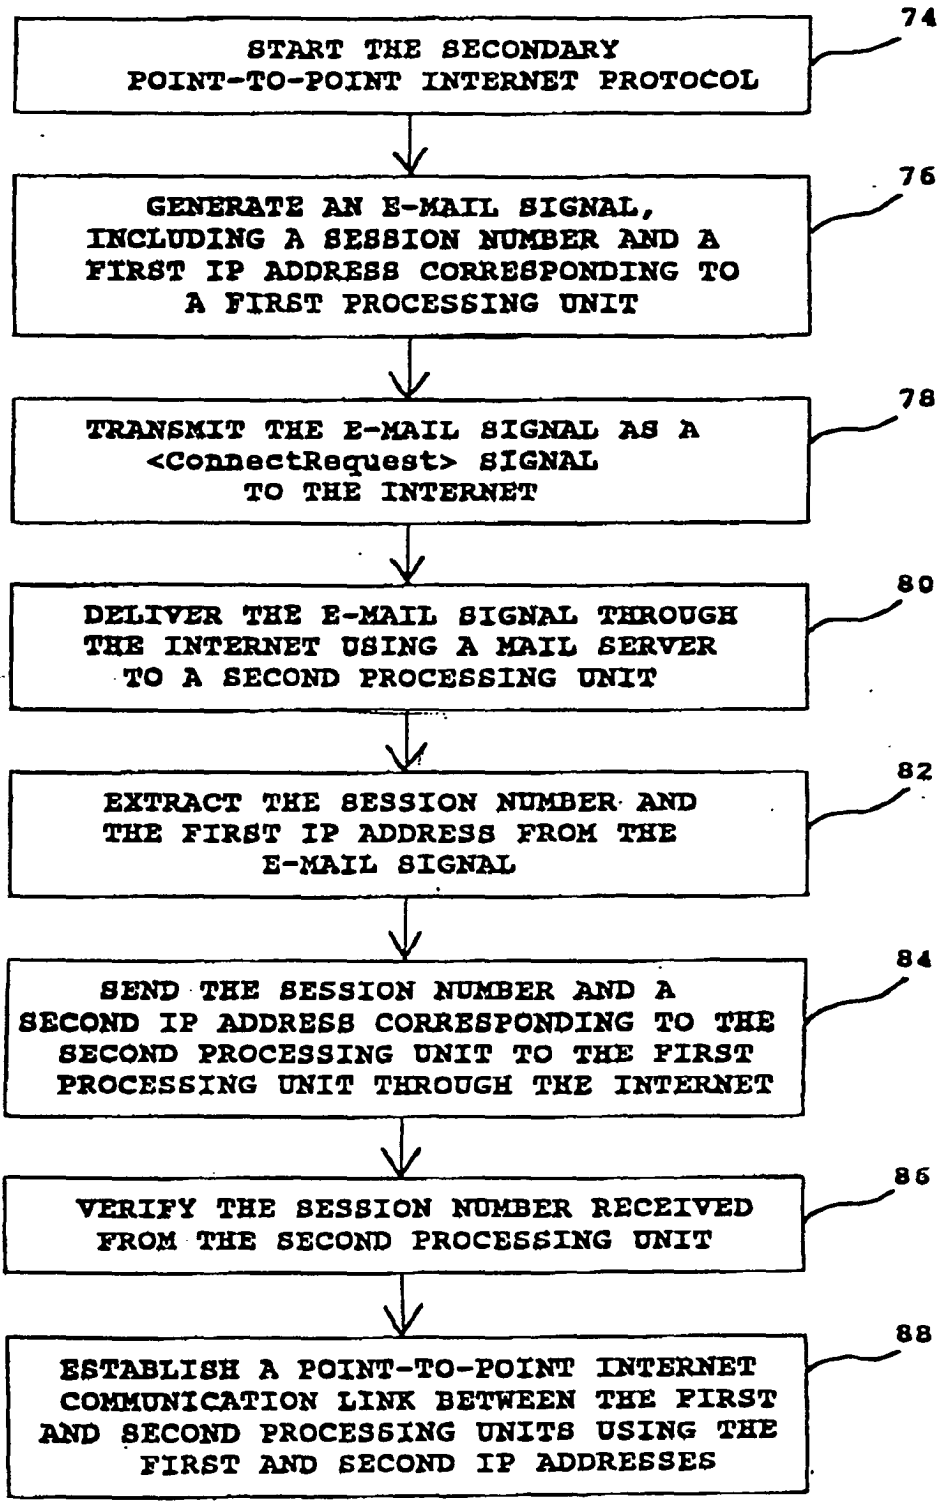 74
START THE SECONDARY
POINT-TO-POINT INTERNET PROTOCOL
76
GENERATE AN E-MAIL SIGNAL,
INCLUDING A SESSION NUMBER AND A
FIRST IP ADDRESS CORRESPONDING TO
A FIRST PROCESSING UNIT
78
TRANSMIT THE E-MAIL SIGNAL AS A
<ConnectRequest> SIGNAL
TO THE INTERNET
80
DELIVER THE E-MAIL SIGNAL THROUGH
THE INTERNET USING A MAIL SERVER
TO A SECOND PROCESSING UNIT
82
EXTRACT THE SESSION NUMBER AND
THE FIRST IP ADDRESS FROM THE
E-MAIL SIGNAL
84
SEND THE SESSION NUMBER AND A
SECOND IP ADDRESS CORRESPONDING TO THE
SECOND PROCESSING UNIT TO THE FIRST
PROCESSING UNIT THROUGH THE INTERNET
86
VERIFY THE SESSION NUMBER RECEIVED
FROM THE SECOND PROCESSING UNIT
88
ESTABLISH A POINT-TO-POINT INTERNET
COMMUNICATION LINK BETWEEN THE FIRST
AND SECOND PROCESSING UNITS USING THE
FIRST AND SECOND IP ADDRESSES